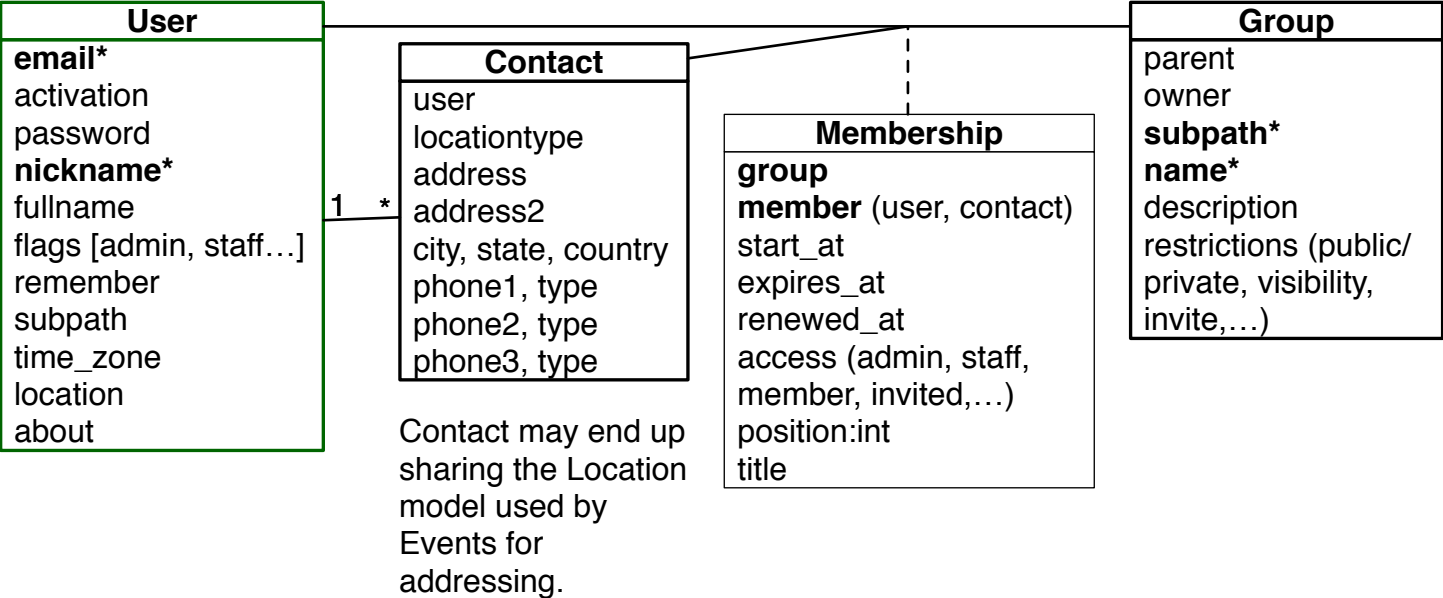 User
email*
activation
password
nickname*
fullname
flags [admin, staff…]
remember
subpath
time_zone
location
about
1 *
Contact
user
locationtype
address
address2
city, state, country
phone1, type
phone2, type
phone3, type
Contact may end up
sharing the Location
model used by
Events for
addressing.
Membership
group
member (user, contact)
start_at
expires_at
renewed_at
access (admin, staff,
member, invited,…)
position:int
title
Group
parent
owner
subpath*
name*
description
restrictions (public/
private, visibility,
invite,…)